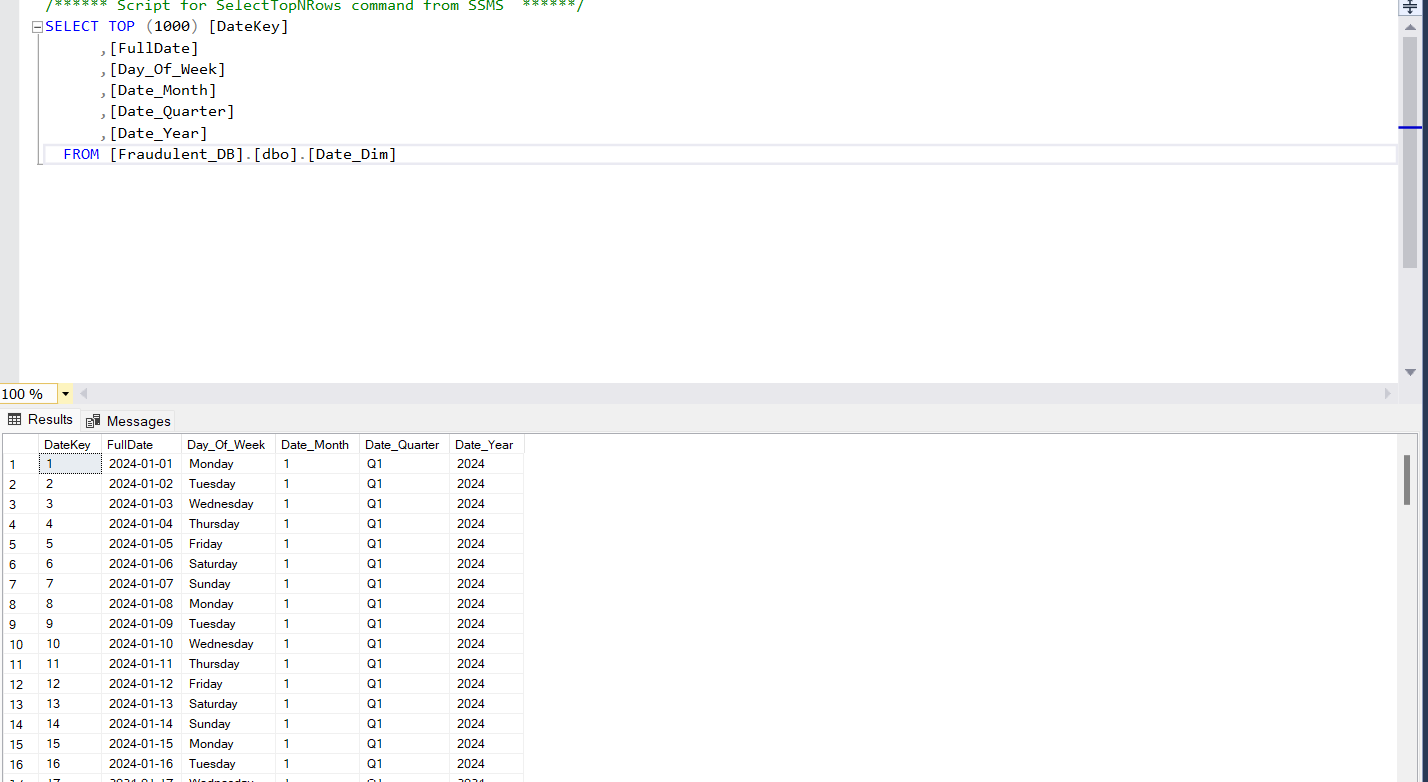 /****** Script for SelectTopNRows command from SSMS  ******/
SELECT TOP (1000) [DateKey]
      ,[FullDate]
      ,[Day_Of_Week]
      ,[Date_Month]
      ,[Date_Quarter]
      ,[Date_Year]
  FROM [Fraudulent_DB].[dbo].[Date_Dim]
100 %
Results Messages
DateKey FullDate Day_Of_Week Date_Month Date_Quarter Date_Year
1 1 2024-01-01 Monday 1 Q1 2024
2 2 2024-01-02 Tuesday 1 Q1 2024
3 3 2024-01-03 Wednesday 1 Q1 2024
4 4 2024-01-04 Thursday 1 Q1 2024
5 5 2024-01-05 Friday 1 Q1 2024
6 6 2024-01-06 Saturday 1 Q1 2024
7 7 2024-01-07 Sunday 1 Q1 2024
8 8 2024-01-08 Monday 1 Q1 2024
9 9 2024-01-09 Tuesday 1 Q1 2024
10 10 2024-01-10 Wednesday 1 Q1 2024
11 11 2024-01-11 Thursday 1 Q1 2024
12 12 2024-01-12 Friday 1 Q1 2024
13 13 2024-01-13 Saturday 1 Q1 2024
14 14 2024-01-14 Sunday 1 Q1 2024
15 15 2024-01-15 Monday 1 Q1 2024
16 16 2024-01-16 Tuesday 1 Q1 2024